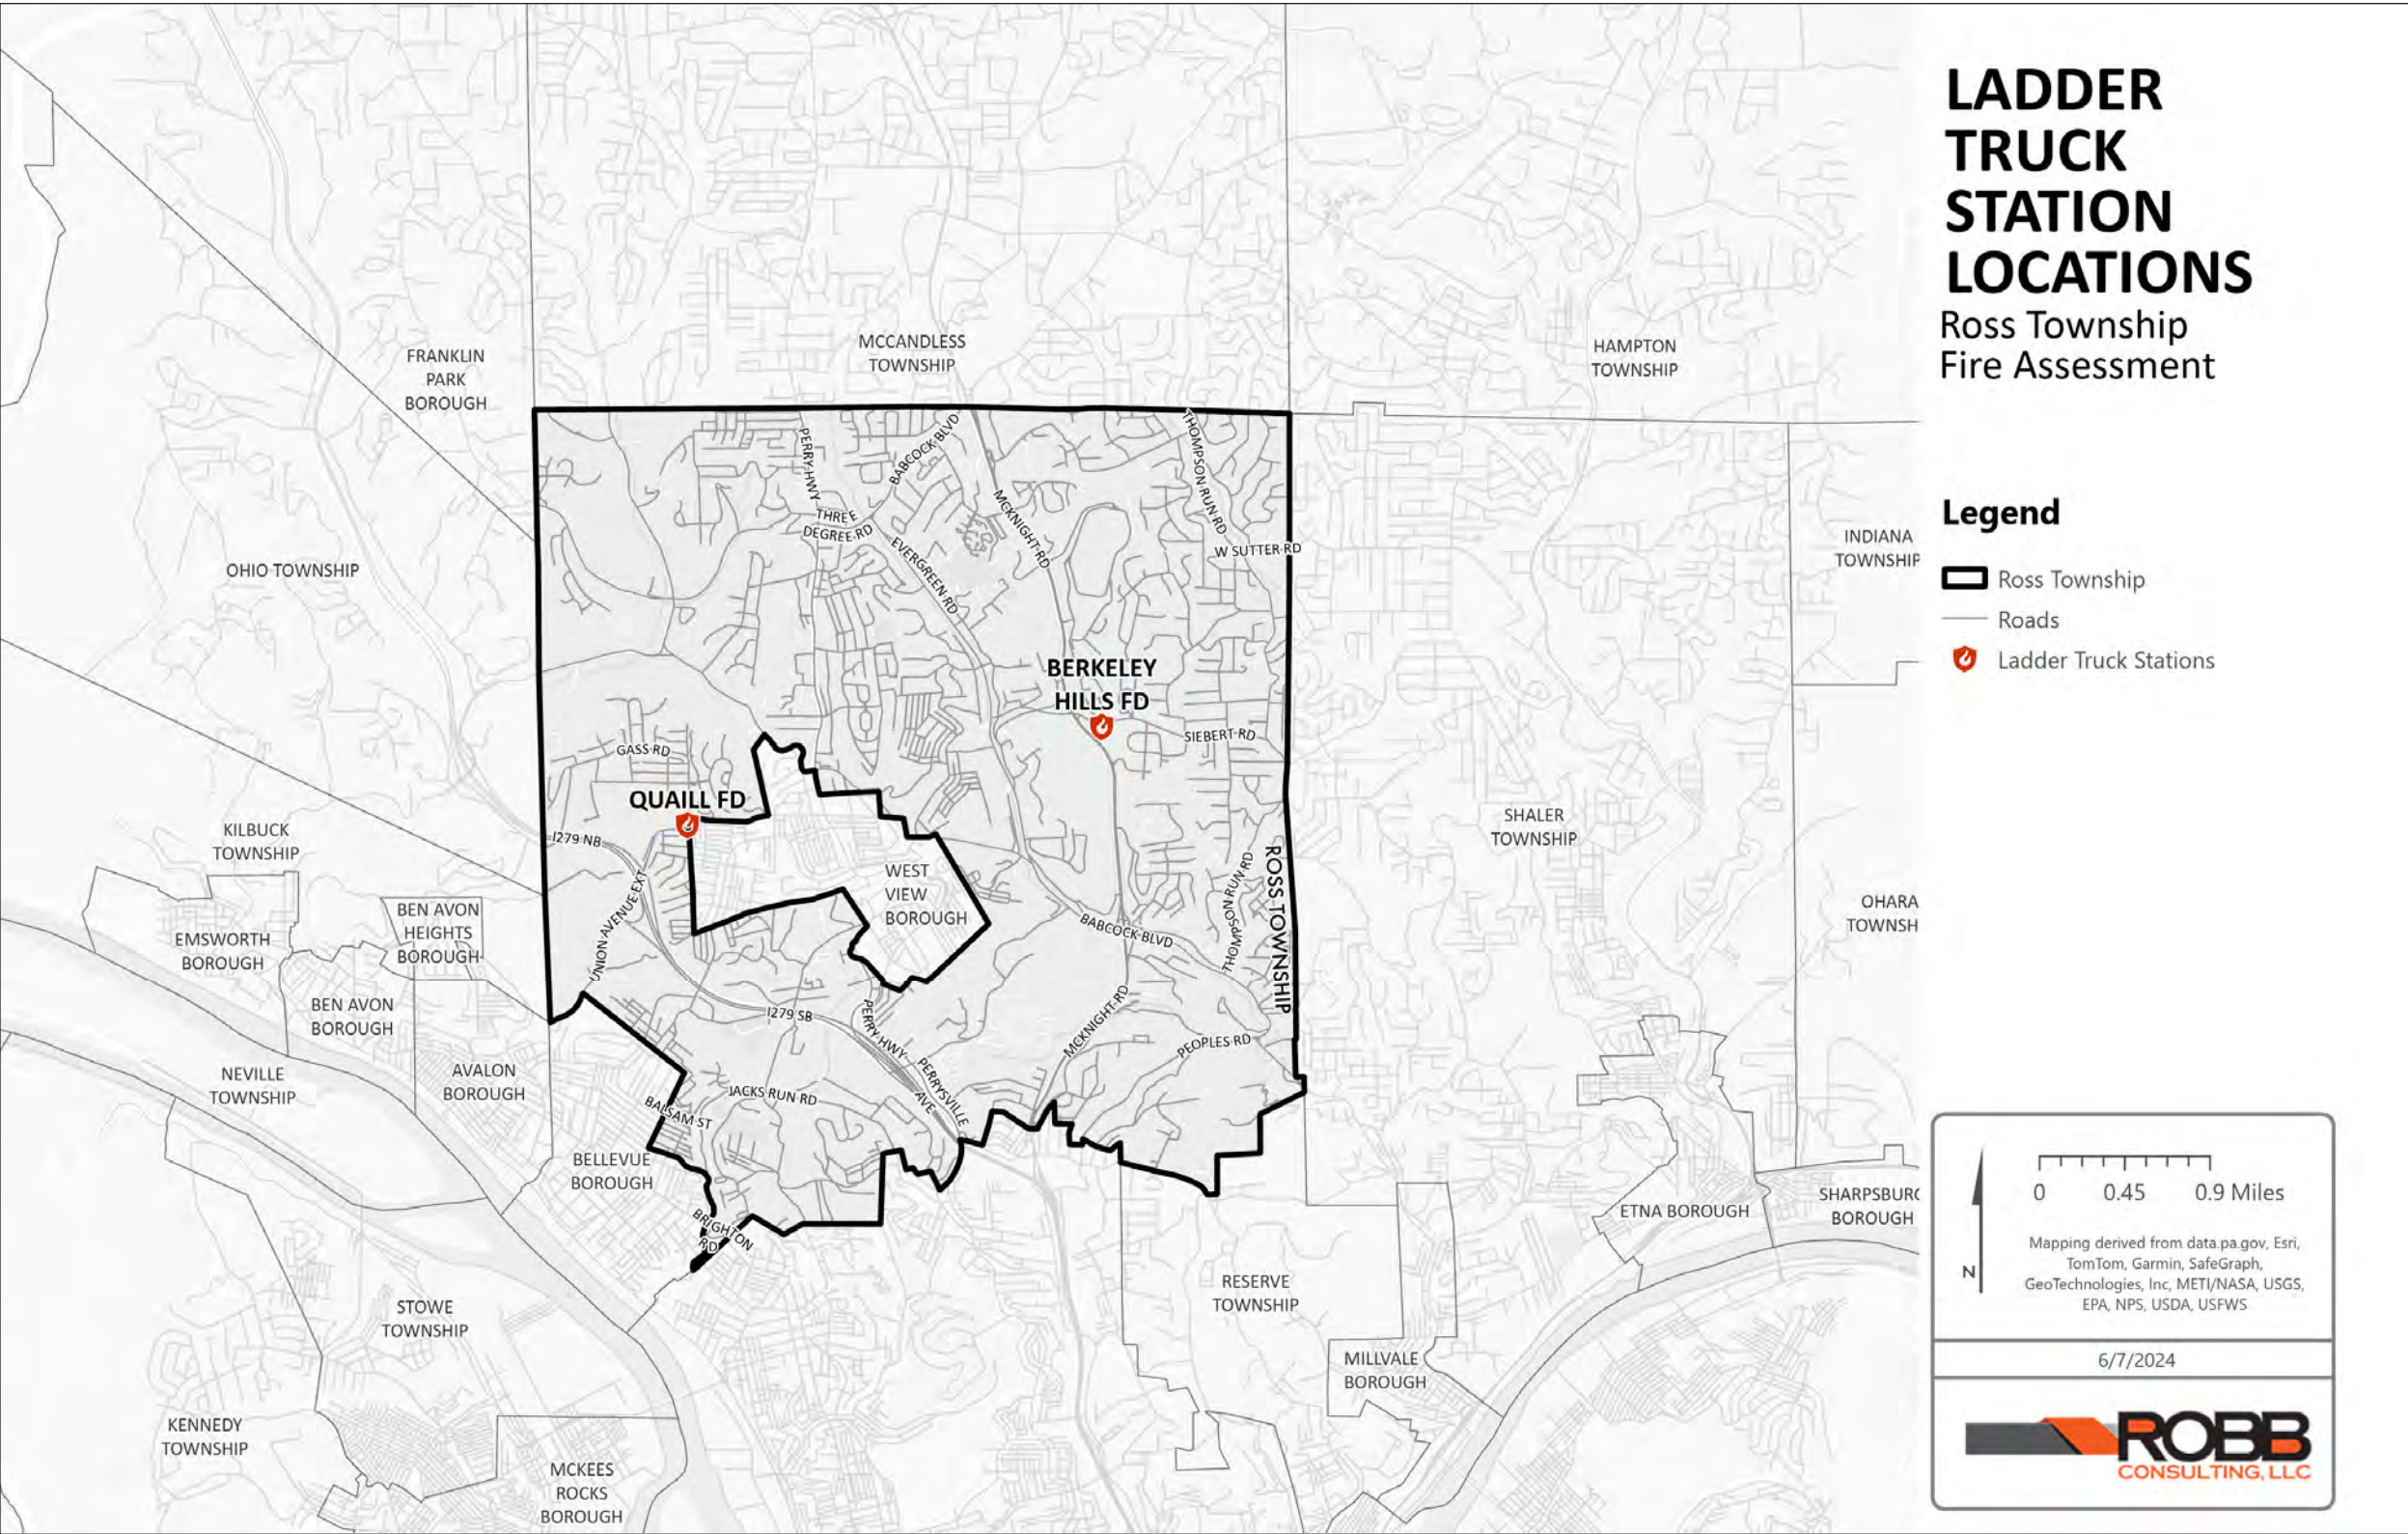 LADDER
TRUCK
STATION
LOCATIONS
Ross Township
Fire Assessment
Legend
Ross Township
Roads
Ladder Truck Stations
FRANKLIN
PARK
BOROUGH
MCCANDLESS
TOWNSHIP
HAMPTON
TOWNSHIP
PERRY HWY
BABCOCK BLVD
THOMPSON RUN RD
MCKNIGHT RD
THREE
DEGREE RD
EVERGREEN RD
W SUTTER RD
INDIANA
TOWNSHIP
OHIO TOWNSHIP
BERKELEY
HILLS FD
SIEBERT RD
GASS RD
QUAILL FD
I279 NB
KILBUCK
TOWNSHIP
SHALER
TOWNSHIP
WEST
VIEW
BOROUGH
UNION AVENUE EXT
THOMPSON RUN RD
ROSS TOWNSHIP
BABCOCK BLVD
OHARA
TOWNSH
BEN AVON
HEIGHTS
BOROUGH
EMSWORTH
BOROUGH
BEN AVON
BOROUGH
I279 SB
PERRY HWY
MCKNIGHT RD
PEOPLES RD
NEVILLE
TOWNSHIP
AVALON
BOROUGH
PERRYSVILLE
AVE
JACKS RUN RD
BALSAM ST
BELLEVUE
BOROUGH
BRIGHTON
RD
ETNA BOROUGH
SHARPSBURG
BOROUGH
RESERVE
TOWNSHIP
STOWE
TOWNSHIP
MILLVALE
BOROUGH
KENNEDY
TOWNSHIP
MCKEES
ROCKS
BOROUGH
0 0.45 0.9 Miles
N
Mapping derived from data.pa.gov, Esri,
TomTom, Garmin, SafeGraph,
GeoTechnologies, Inc, METI/NASA, USGS,
EPA, NPS, USDA, USFWS
6/7/2024
ROBB
CONSULTING, LLC